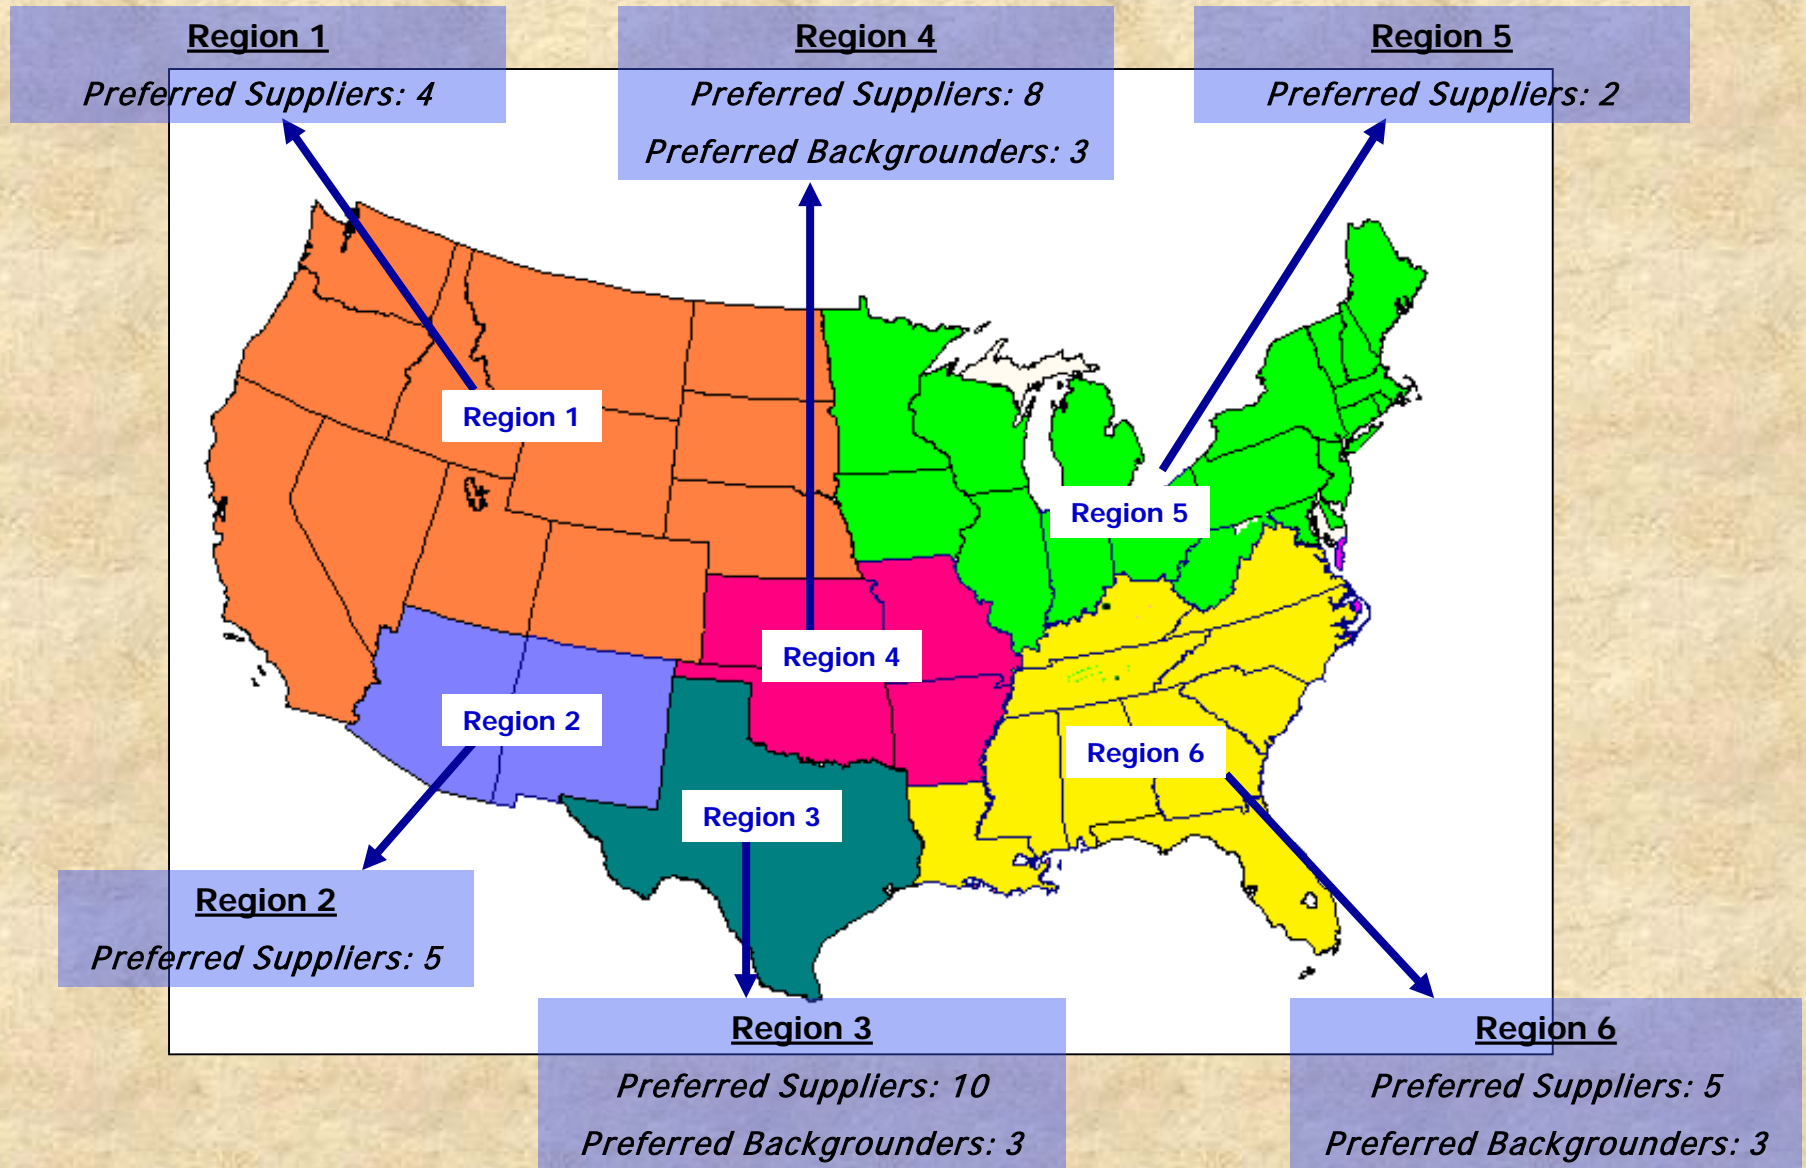 Region 1
Preferred Suppliers: 4
Region 4
Preferred Suppliers: 8
Preferred Backgrounders: 3
Region 5
Preferred Suppliers: 2
Region 1
Region 5
Region 4
Region 2
Region 6
Region 3
Region 2
Preferred Suppliers: 5
Region 3
Preferred Suppliers: 10
Preferred Backgrounders: 3
Region 6
Preferred Suppliers: 5
Preferred Backgrounders: 3